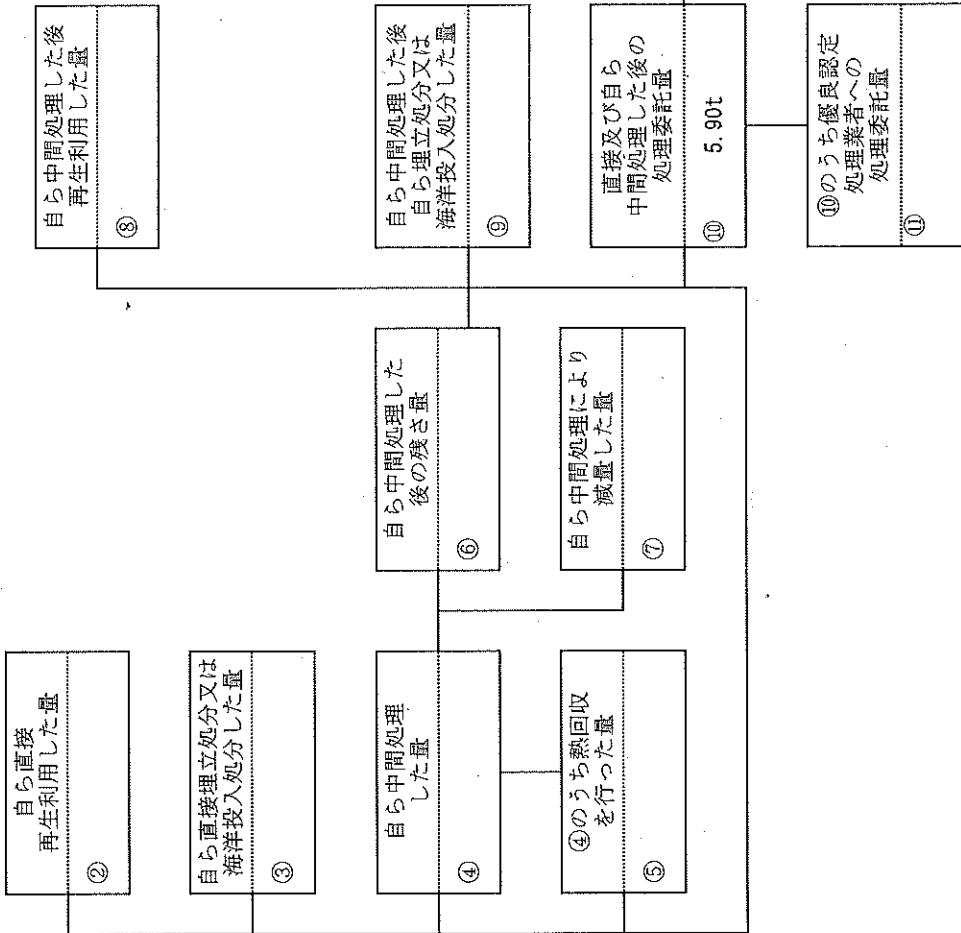 自ら直接
再生利用した量
②
自ら直接埋立処分又は
海洋投入処分した量
③
自ら中間処理
した量
④
④のうち熱回収
を行った量
⑤
自ら中間処理した
後の残さ量
⑥
自ら中間処理により
減量した量
⑦
自ら中間処理した後
再生利用した量
⑧
自ら中間処理した後
自ら埋立処分又は
海洋投入処分した量
⑨
直接及び自ら
中間処理した後の
処理委託量
⑩ 5.90t
⑩のうち優良認定
処理業者への
処理委託量
⑪